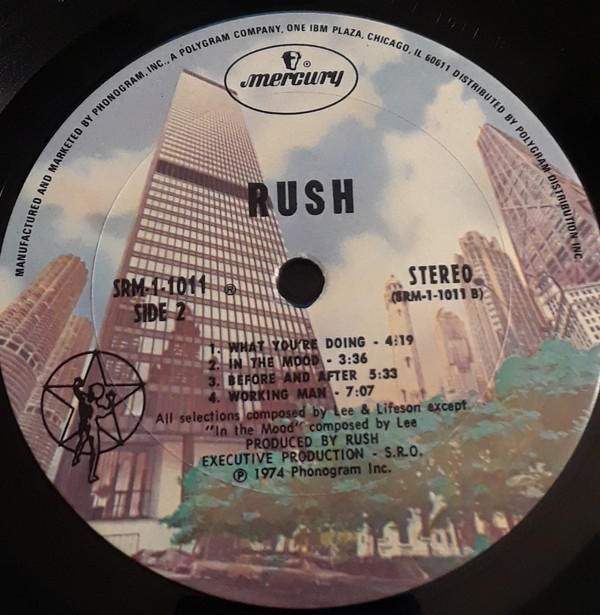 MANUFACTURED AND MARKETED BY PHONOGRAM, INC., A POLYGRAM COMPANY, ONE IBM PLAZA, CHICAGO, IL 60611 DISTRIBUTED BY POLYGRAM DISTRIBUTION, INC.
mercury ®
RUSH
SRM-1-1011 ®
SIDE 2
STEREO
(SRM-1-1011 B)
1. WHAT YOU'RE DOING - 4:19
2. IN THE MOOD - 3:36
3. BEFORE AND AFTER 5:33
4. WORKING MAN - 7:07
All selections composed by Lee & Lifeson except
"In the Mood" composed by Lee
PRODUCED BY RUSH
EXECUTIVE PRODUCTION - S.R.O.
℗ 1974 Phonogram Inc.